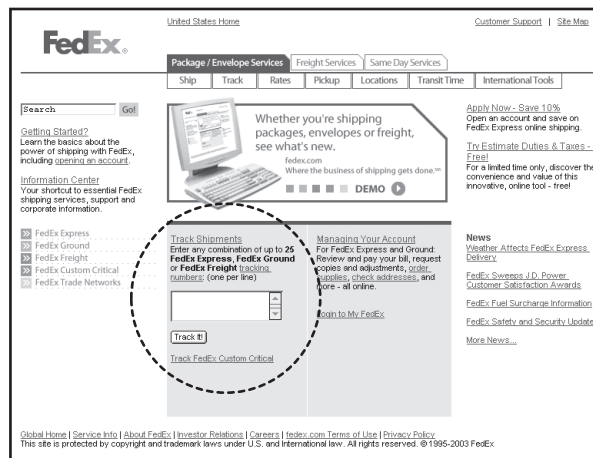 United States Home
Customer Support | Site Map
FedEx®
Package / Envelope Services
Freight Services
Same Day Services
Ship
Track
Rates
Pickup
Locations
Transit Time
International Tools
Search
Go!
Getting Started?
Learn the basics about the
power of shipping with FedEx,
including opening an account.
Information Center
Your shortcut to essential FedEx
shipping services, support and
corporate information.
FedEx Express
FedEx Ground
FedEx Freight
FedEx Custom Critical
FedEx Trade Networks
Whether you're shipping
packages, envelopes or freight,
see what's new.
fedex.com
Where the business of shipping gets done.℠
DEMO
Apply Now - Save 10%
Open an account and save on
FedEx Express online shipping.
Try Estimate Duties & Taxes -
Free!
For a limited time only, discover the
convenience and value of this
innovative, online tool - free!
Track Shipments
Enter any combination of up to 25
FedEx Express, FedEx Ground
or FedEx Freight tracking
numbers: (one per line)
Track It!
Track FedEx Custom Critical
Managing Your Account
For FedEx Express and Ground:
Review and pay your bill, request
copies and adjustments, order
supplies, check addresses, and
more - all online.
Login to My FedEx
News
Weather Affects FedEx Express
Delivery
FedEx Sweeps J.D. Power
Customer Satisfaction Awards
FedEx Fuel Surcharge Information
FedEx Safety and Security Update
More News...
Global Home | Service Info | About FedEx | Investor Relations | Careers | fedex.com Terms of Use | Privacy Policy
This site is protected by copyright and trademark laws under U.S. and International law. All rights reserved. © 1995-2003 FedEx